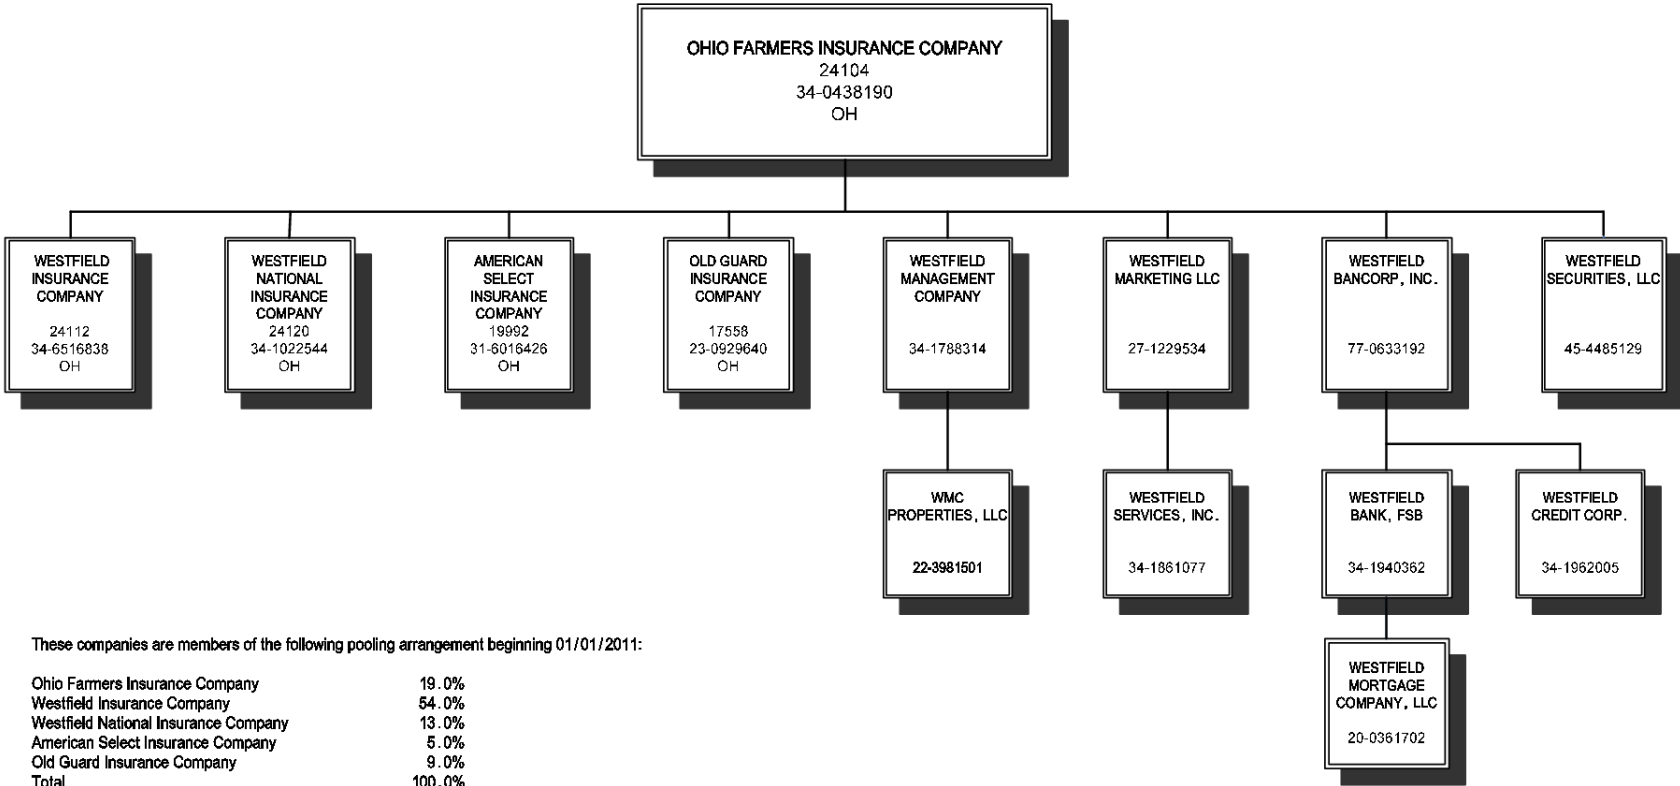 OHIO FARMERS INSURANCE COMPANY
24104
34-0438190
OH
WESTFIELD
INSURANCE
COMPANY
24112
34-6516838
OH
WESTFIELD
NATIONAL
INSURANCE
COMPANY
24120
34-1022544
OH
AMERICAN
SELECT
INSURANCE
COMPANY
19992
31-6016426
OH
OLD GUARD
INSURANCE
COMPANY
17558
23-0929640
OH
WESTFIELD
MANAGEMENT
COMPANY
34-1788314
WESTFIELD
MARKETING LLC
27-1229534
WESTFIELD
BANCORP, INC.
77-0633192
WESTFIELD
SECURITIES, LLC
45-4485129
WMC
PROPERTIES, LLC
22-3981501
WESTFIELD
SERVICES, INC.
34-1861077
WESTFIELD
BANK, FSB
34-1940362
WESTFIELD
CREDIT CORP.
34-1962005
WESTFIELD
MORTGAGE
COMPANY, LLC
20-0361702
These companies are members of the following pooling arrangement beginning 01/01/2011:
Ohio Farmers Insurance Company 19.0%
Westfield Insurance Company 54.0%
Westfield National Insurance Company 13.0%
American Select Insurance Company 5.0%
Old Guard Insurance Company 9.0%
Total 100.0%